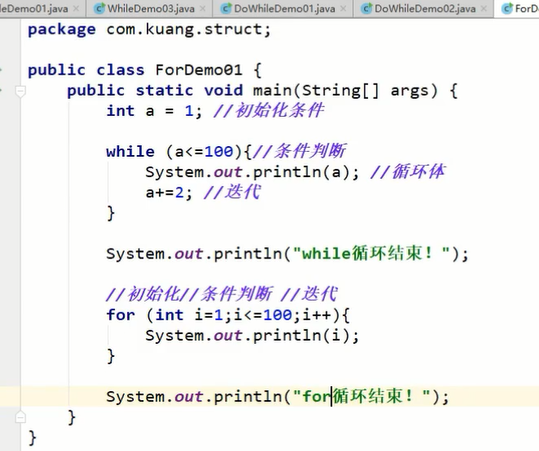 leDemo01.java WhileDemo03.java DoWhileDemo01.java DoWhileDemo02.java ForD
package com.kuang.struct;
public class ForDemo01 {
public static void main(String[] args) {
int a = 1; //初始化条件
while (a<=100){//条件判断
System.out.println(a); //循环体
a+=2; //迭代
}
System.out.println("while循环结束！");
//初始化//条件判断 //迭代
for (int i=1;i<=100;i++){
System.out.println(i);
}
System.out.println("for循环结束！");
}
}